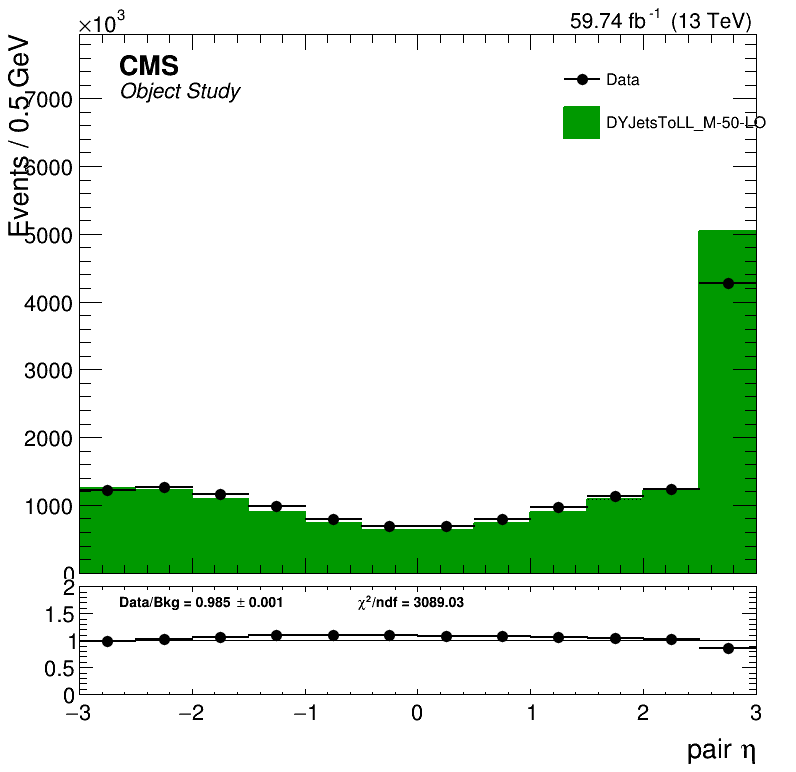 ×10³
59.74 fb⁻¹ (13 TeV)
Events / 0.5 GeV
CMS
Object Study
Data
DYJetsToLL_M-50-LO
7000
6000
5000
4000
3000
2000
1000
0
2
1.5
1
0.5
0
Data/Bkg = 0.985 ± 0.001
χ²/ndf = 3089.03
−3 −2 −1 0 1 2 3
pair η